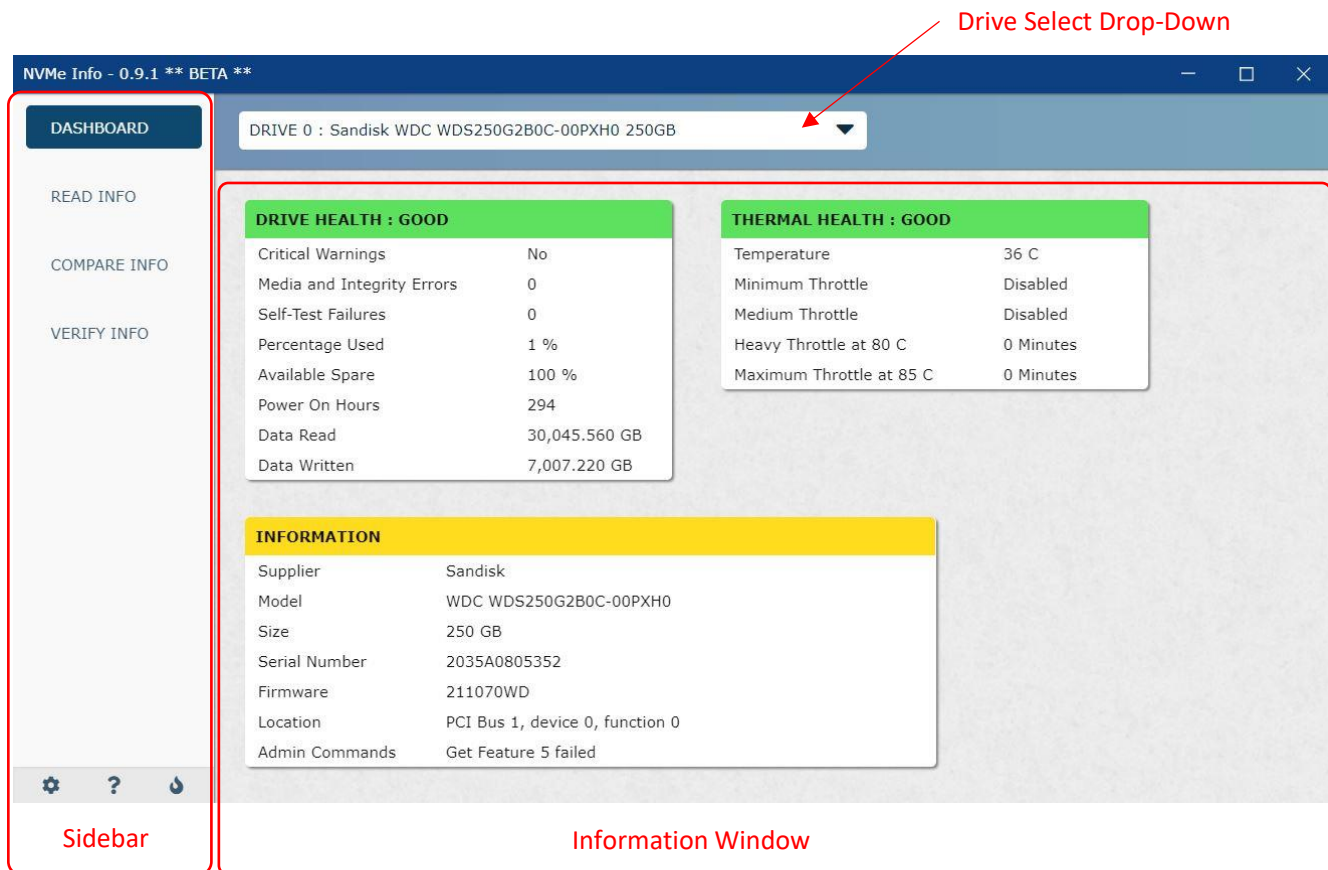 Drive Select Drop-Down
NVMe Info - 0.9.1 ** BETA **
DASHBOARD
DRIVE 0 : Sandisk WDC WDS250G2B0C-00PXH0 250GB
READ INFO
COMPARE INFO
VERIFY INFO
DRIVE HEALTH : GOOD
Critical Warnings No
Media and Integrity Errors 0
Self-Test Failures 0
Percentage Used 1 %
Available Spare 100 %
Power On Hours 294
Data Read 30,045.560 GB
Data Written 7,007.220 GB
THERMAL HEALTH : GOOD
Temperature 36 C
Minimum Throttle Disabled
Medium Throttle Disabled
Heavy Throttle at 80 C 0 Minutes
Maximum Throttle at 85 C 0 Minutes
INFORMATION
Supplier Sandisk
Model WDC WDS250G2B0C-00PXH0
Size 250 GB
Serial Number 2035A0805352
Firmware 211070WD
Location PCI Bus 1, device 0, function 0
Admin Commands Get Feature 5 failed
?
Sidebar
Information Window